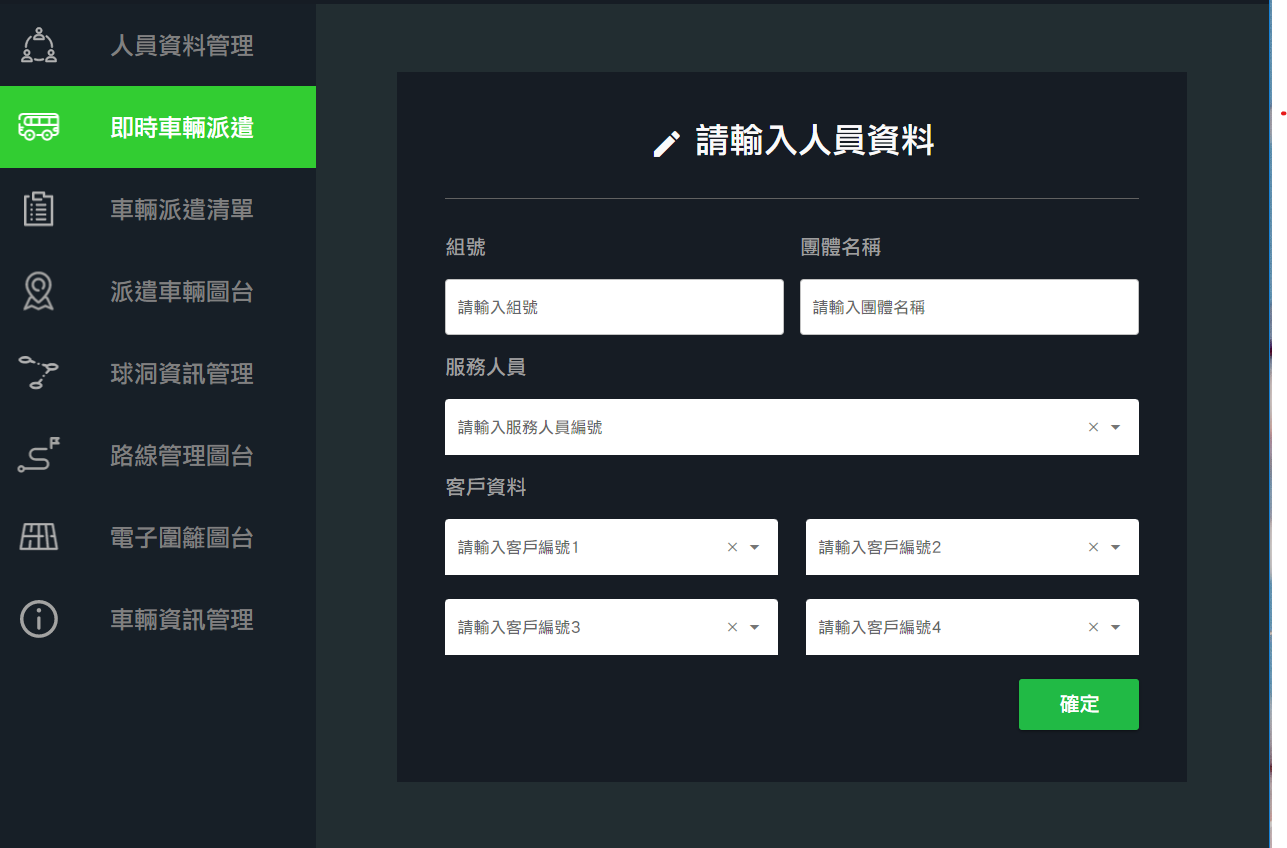 人員資料管理
即時車輛派遣
車輛派遣清單
派遣車輛圖台
球洞資訊管理
路線管理圖台
電子圍籬圖台
車輛資訊管理
請輸入人員資料
組號
團體名稱
請輸入組號
請輸入團體名稱
服務人員
請輸入服務人員編號
客戶資料
請輸入客戶編號1
請輸入客戶編號2
請輸入客戶編號3
請輸入客戶編號4
確定